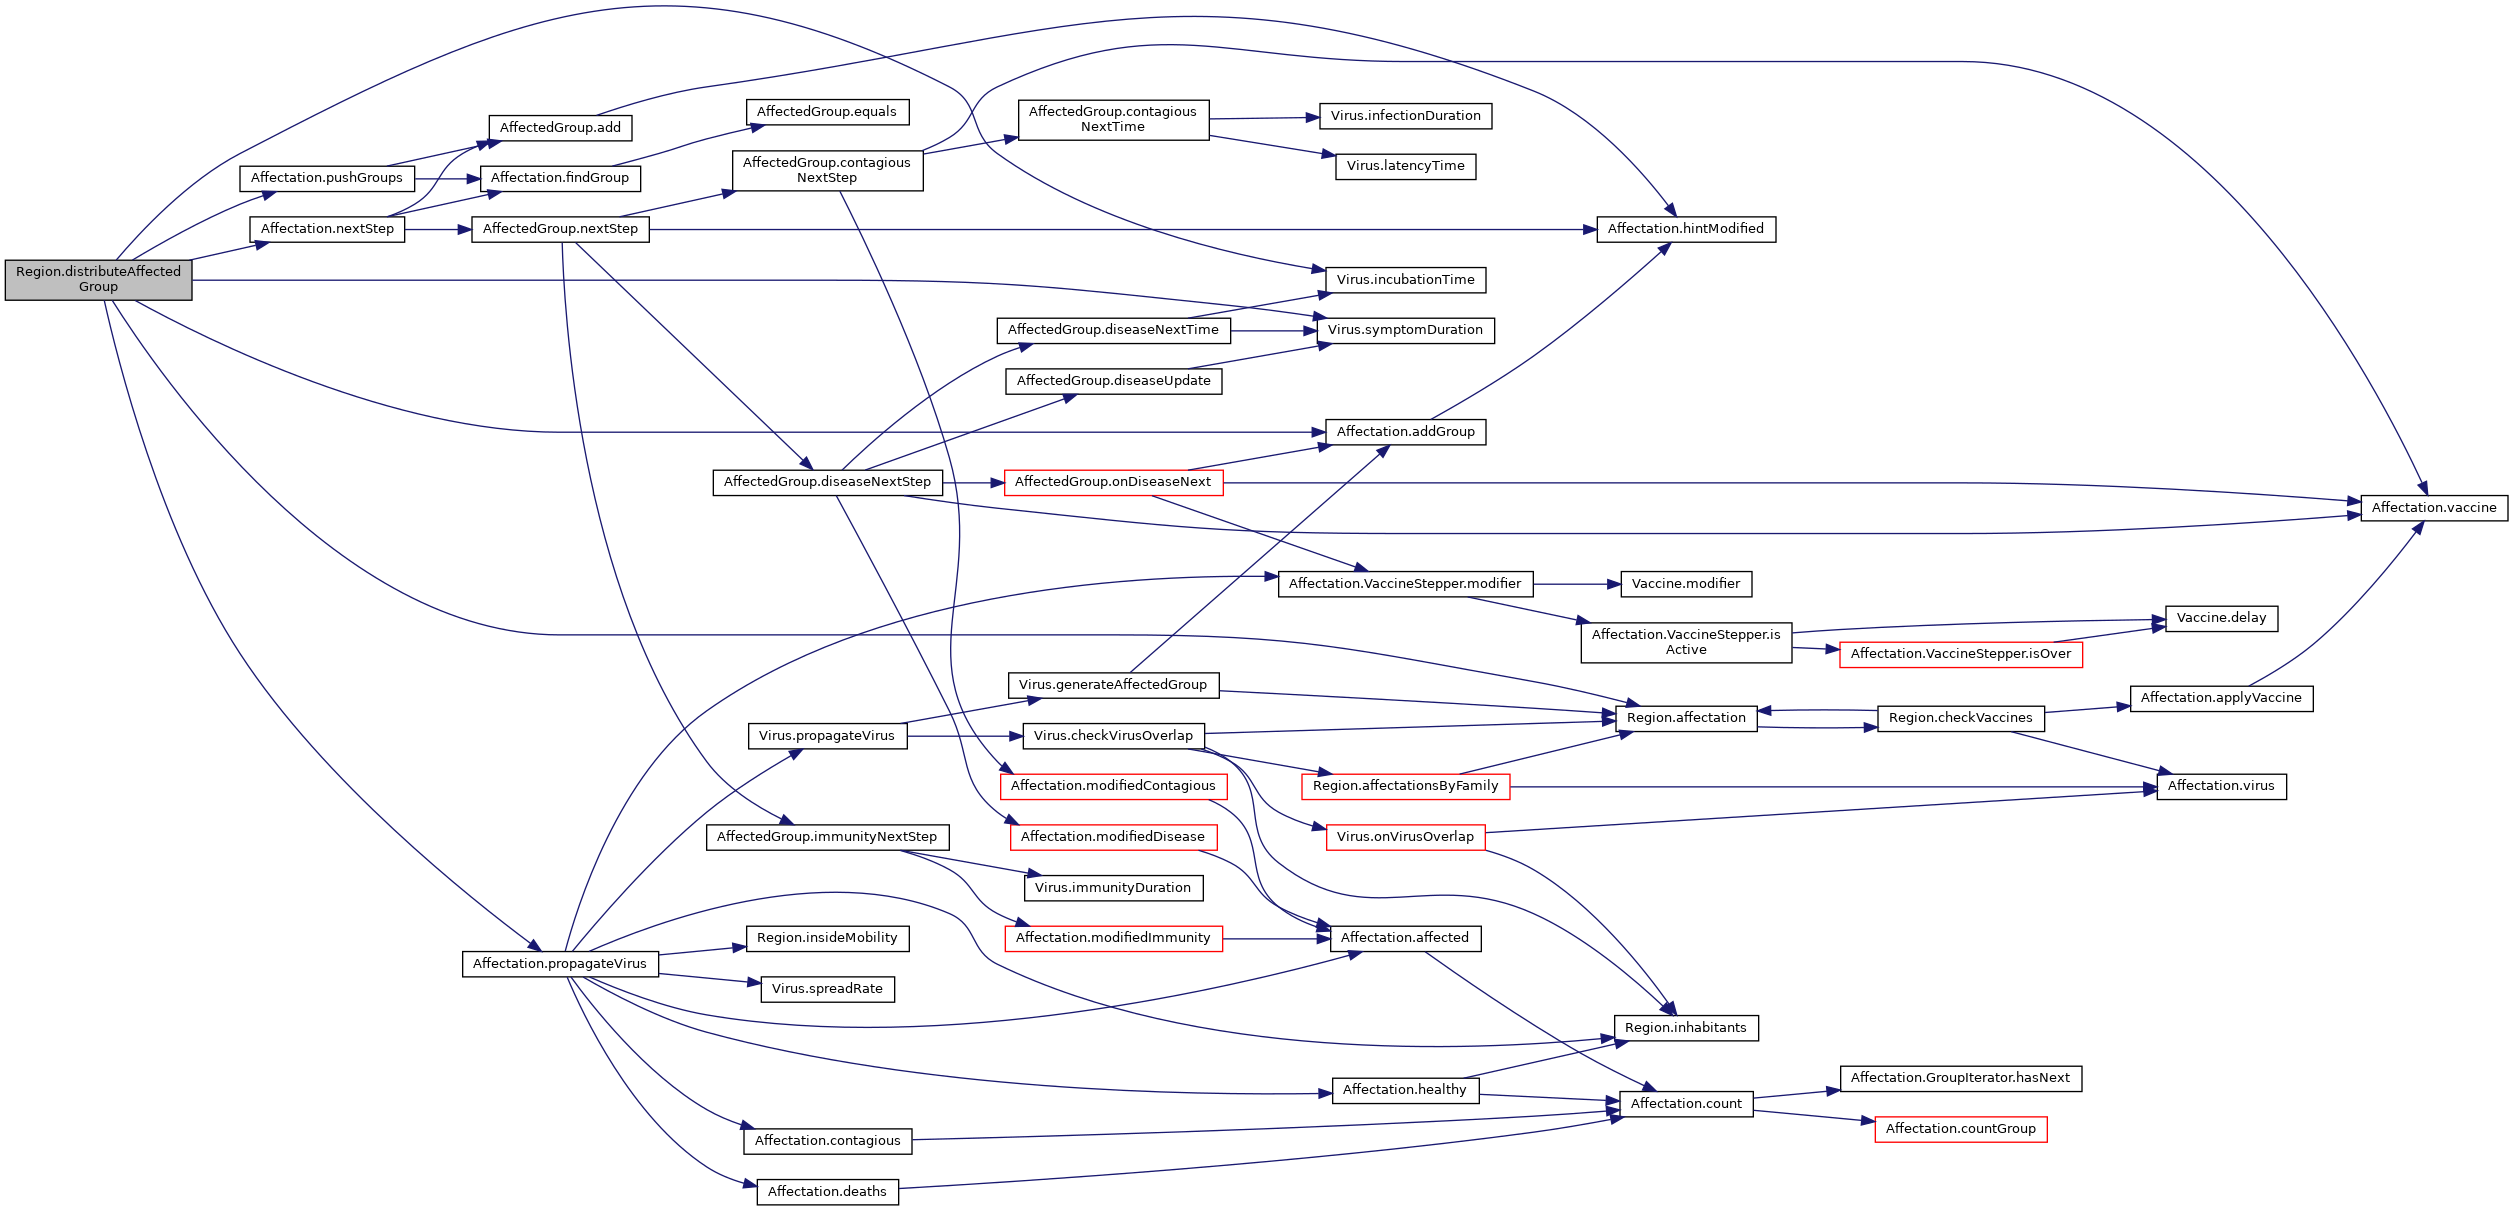 Region.distributeAffected
Group
Affectation.pushGroups
Affectation.nextStep
AffectedGroup.add
Affectation.findGroup
AffectedGroup.nextStep
Affectation.propagateVirus
AffectedGroup.equals
AffectedGroup.contagious
NextStep
AffectedGroup.diseaseNextStep
Virus.propagateVirus
AffectedGroup.immunityNextStep
Region.insideMobility
Virus.spreadRate
Affectation.contagious
Affectation.deaths
AffectedGroup.contagious
NextTime
AffectedGroup.diseaseNextTime
AffectedGroup.diseaseUpdate
AffectedGroup.onDiseaseNext
Virus.generateAffectedGroup
Virus.checkVirusOverlap
Affectation.modifiedContagious
Affectation.modifiedDisease
Virus.immunityDuration
Affectation.modifiedImmunity
Virus.infectionDuration
Virus.latencyTime
Virus.incubationTime
Virus.symptomDuration
Affectation.addGroup
Affectation.VaccineStepper.modifier
Region.affectationsByFamily
Virus.onVirusOverlap
Affectation.affected
Affectation.healthy
Affectation.hintModified
Vaccine.modifier
Affectation.VaccineStepper.is
Active
Region.affectation
Region.inhabitants
Affectation.count
Affectation.VaccineStepper.isOver
Region.checkVaccines
Affectation.GroupIterator.hasNext
Affectation.countGroup
Vaccine.delay
Affectation.applyVaccine
Affectation.virus
Affectation.vaccine